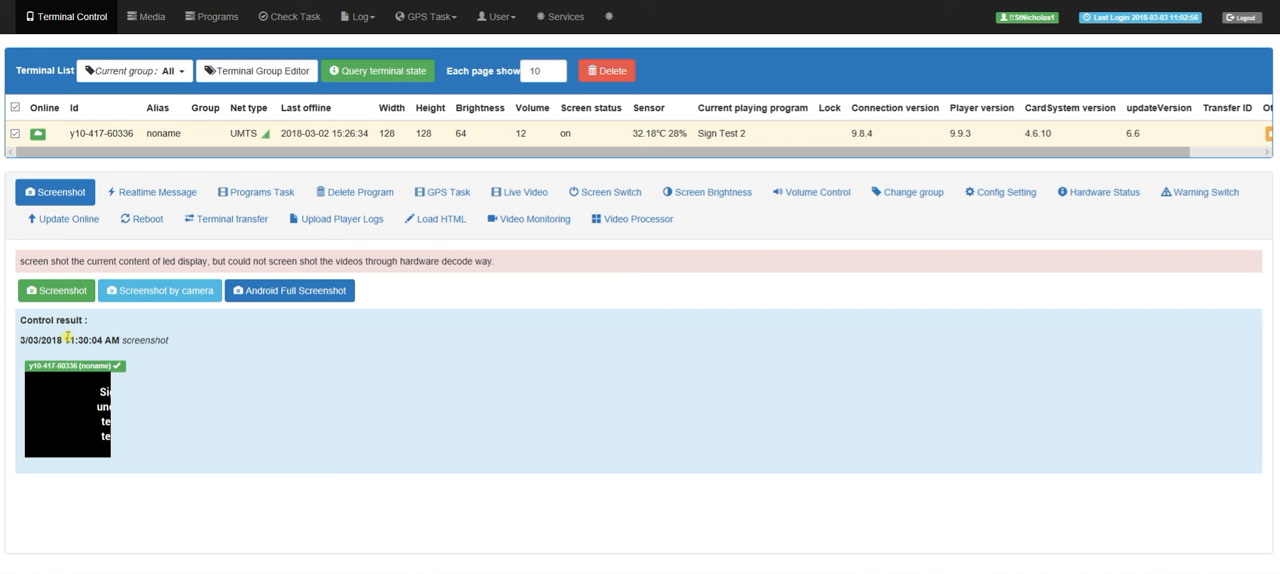 Terminal Control Media Programs Check Task Log GPS Task User Services !!StNicholas1 Last Login 2018-03-03 11:02:56 Logout
Terminal List Current group: All Terminal Group Editor Query terminal state Each page show 10 Delete
Online Id Alias Group Net type Last offline Width Height Brightness Volume Screen status Sensor Current playing program Lock Connection version Player version CardSystem version updateVersion Transfer ID
y10-417-60336 noname UMTS 2018-03-02 15:26:34 128 128 64 12 on 32.18℃ 28% Sign Test 2 9.8.4 9.9.3 4.6.10 6.6
Screenshot Realtime Message Programs Task Delete Program GPS Task Live Video Screen Switch Screen Brightness Volume Control Change group Config Setting Hardware Status Warning Switch
Update Online Reboot Terminal transfer Upload Player Logs Load HTML Video Monitoring Video Processor
screen shot the current content of led display, but could not screen shot the videos through hardware decode way.
Screenshot Screenshot by camera Android Full Screenshot
Control result :
3/03/2018 11:30:04 AM screenshot
y10-417-60336 (noname)
Si
un
te
te